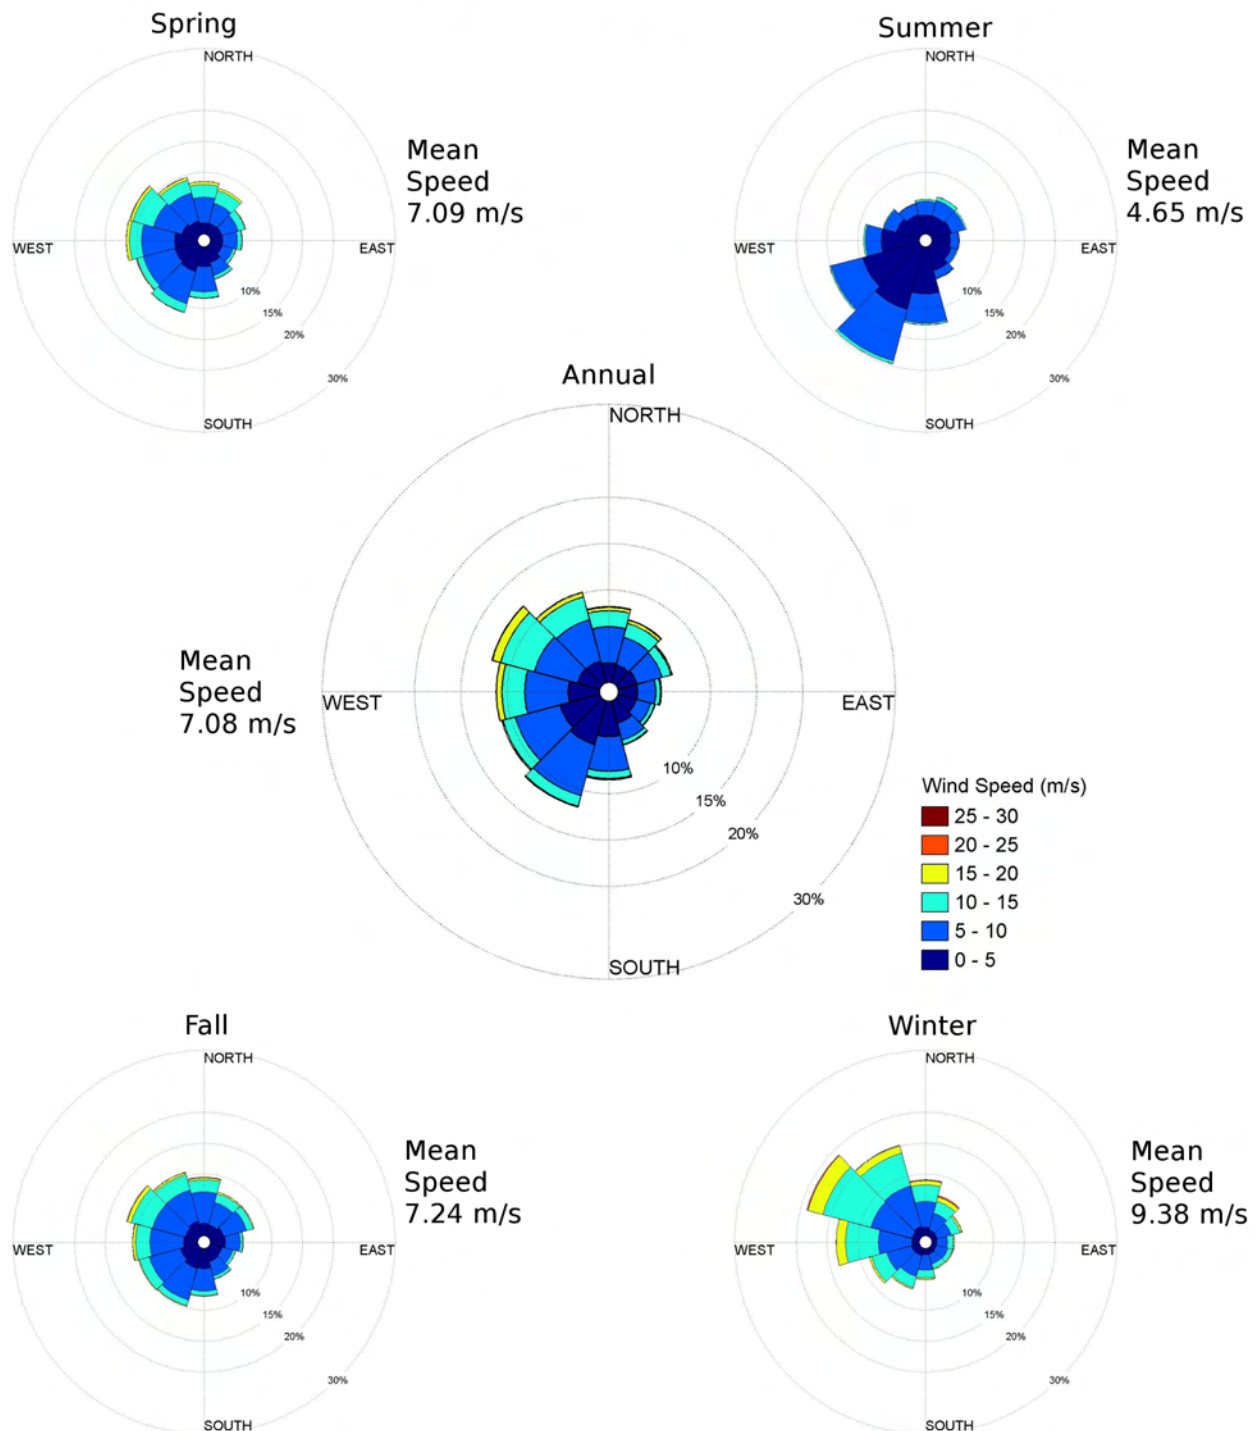 Spring
NORTH
Mean
Speed
7.09 m/s
WEST
EAST
10%
15%
20%
30%
SOUTH
Summer
NORTH
Mean
Speed
4.65 m/s
WEST
EAST
10%
15%
20%
30%
SOUTH
Annual
NORTH
Mean
Speed
7.08 m/s
WEST
EAST
10%
15%
20%
30%
SOUTH
Wind Speed (m/s)
25 - 30
20 - 25
15 - 20
10 - 15
5 - 10
0 - 5
Fall
NORTH
Mean
Speed
7.24 m/s
WEST
EAST
10%
15%
20%
30%
SOUTH
Winter
NORTH
Mean
Speed
9.38 m/s
WEST
EAST
10%
15%
20%
30%
SOUTH